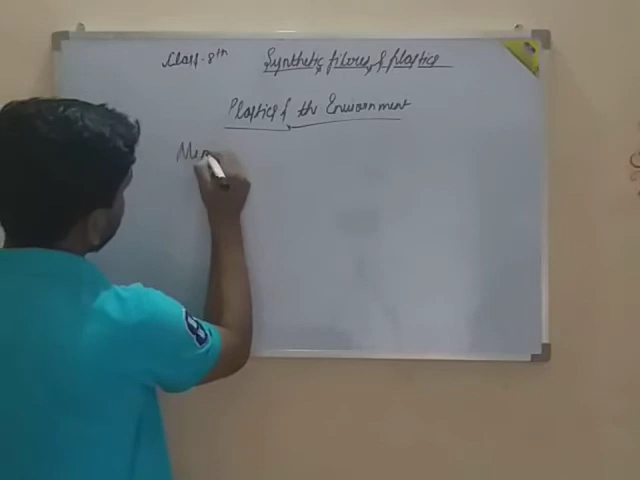 Class-8th Synthetic fibres & Plastics
Plastics & the Environment